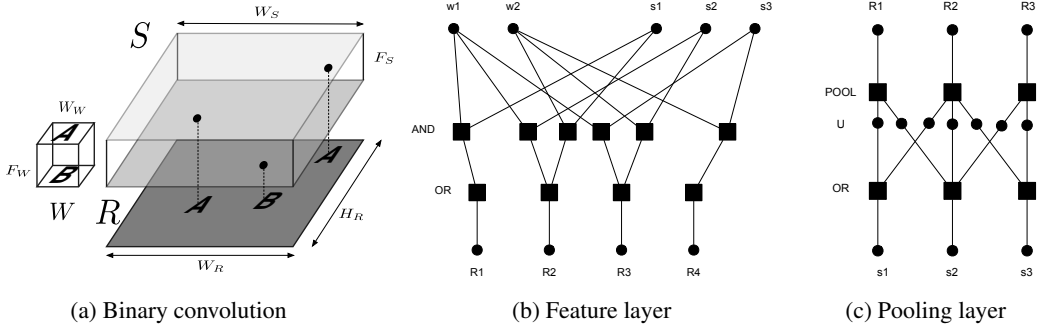 W_S
S
F_S
W_W
A
B
F_W
W
R
A
B
A
H_R
W_R
(a) Binary convolution
w1 w2 s1 s2 s3
AND
OR
R1 R2 R3 R4
(b) Feature layer
R1 R2 R3
POOL
U
OR
s1 s2 s3
(c) Pooling layer